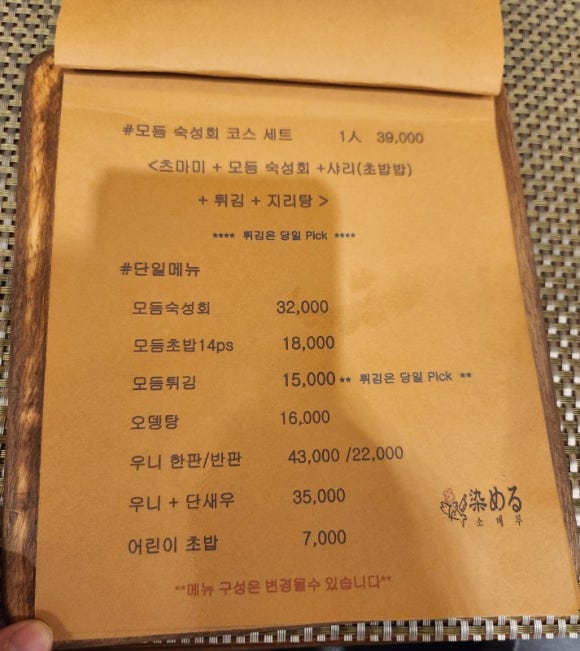 #모듬 숙성회 코스 세트 1人 39,000
<츠마미 + 모듬 숙성회 +샤리(초밥밥)
+ 튀김 + 지리탕 >
**** 튀김은 당일 Pick ****
#단일메뉴
모듬숙성회 32,000
모듬초밥14ps 18,000
모듬튀김 15,000 ** 튀김은 당일 Pick **
오뎅탕 16,000
우니 한판/반판 43,000 /22,000
우니 + 단새우 35,000
어린이 초밥 7,000
染める
소메루
**메뉴 구성은 변경될수 있습니다**